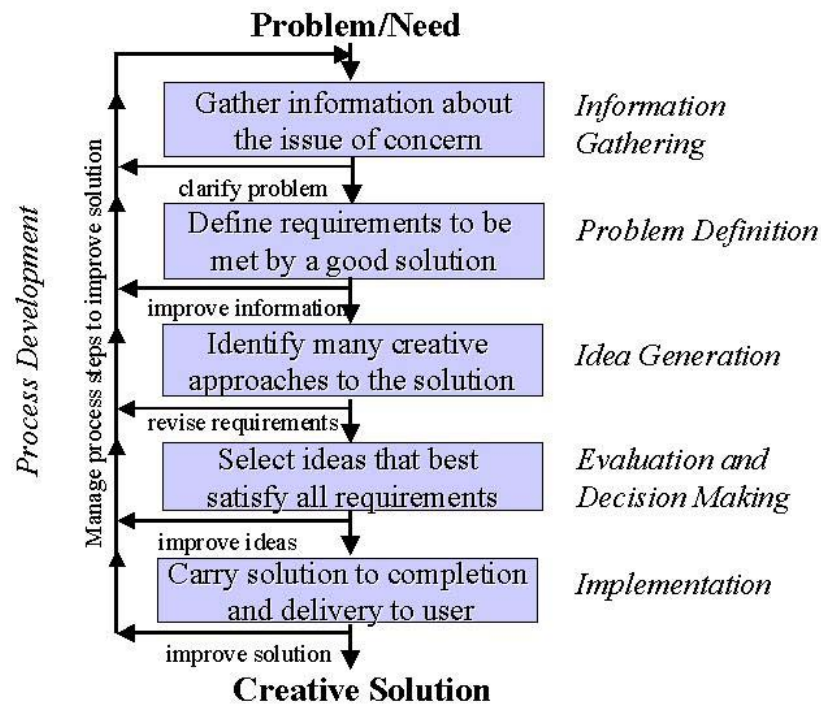 Problem/Need
Gather information about
the issue of concern
Information
Gathering
clarify problem
Define requirements to be
met by a good solution
Problem Definition
improve information
Identify many creative
approaches to the solution
Idea Generation
revise requirements
Select ideas that best
satisfy all requirements
Evaluation and
Decision Making
improve ideas
Carry solution to completion
and delivery to user
Implementation
improve solution
Creative Solution
Process Development
Manage process steps to improve solution